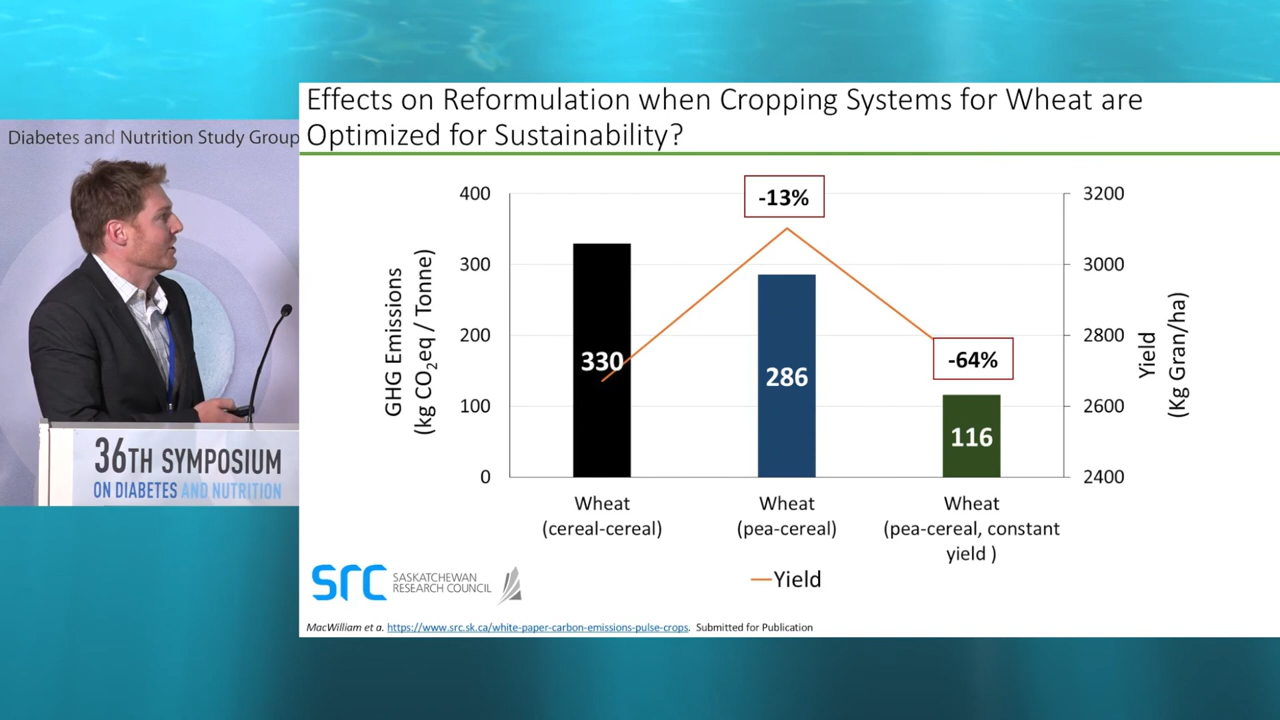 Diabetes and Nutrition Study Group
36TH SYMPOSIUM
ON DIABETES AND NUTRITION
Effects on Reformulation when Cropping Systems for Wheat are
Optimized for Sustainability?
GHG Emissions
(kg CO2eq / Tonne)
400
300
200
100
0
330
-13%
286
-64%
116
3200
3000
2800
2600
2400
Yield
(Kg Gran/ha)
Wheat
(cereal-cereal)
Wheat
(pea-cereal)
Wheat
(pea-cereal, constant
yield )
Yield
src SASKATCHEWAN
RESEARCH COUNCIL
MacWilliam et a. https://www.src.sk.ca/white-paper-carbon-emissions-pulse-crops. Submitted for Publication